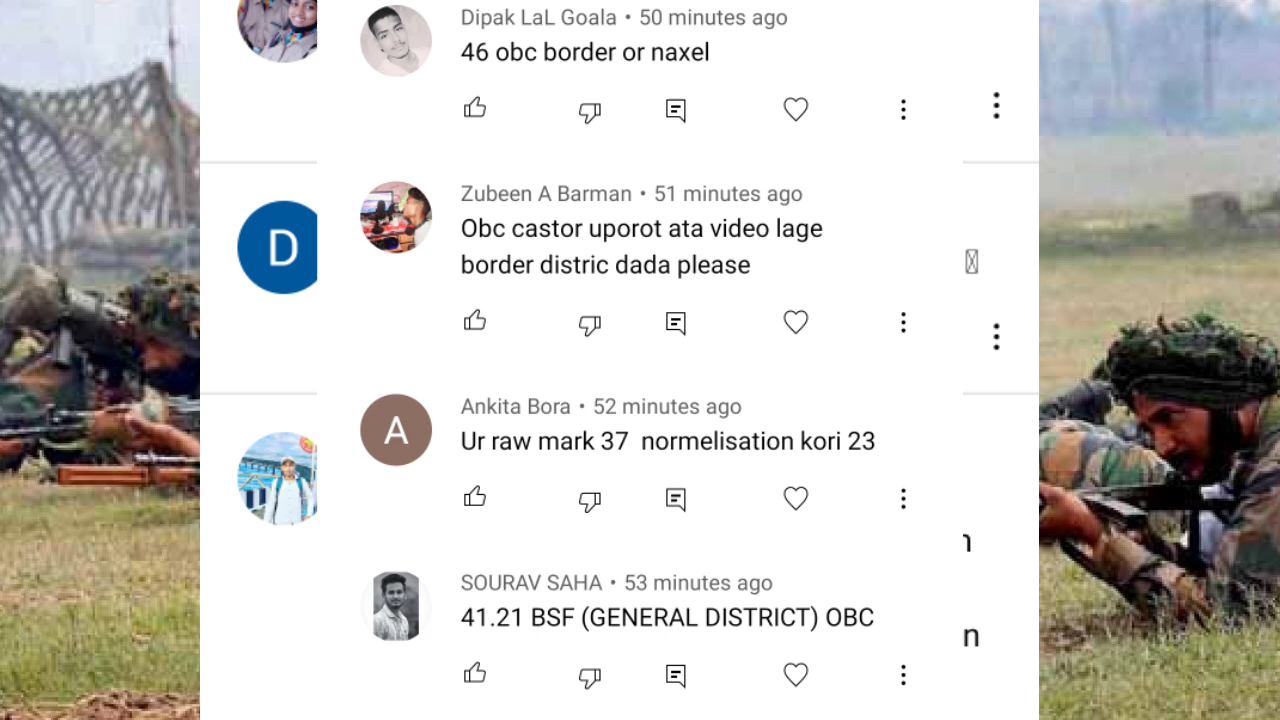 Dipak LaL Goala • 50 minutes ago
46 obc border or naxel
Zubeen A Barman • 51 minutes ago
Obc castor uporot ata video lage
border distric dada please
D
Ankita Bora • 52 minutes ago
A
Ur raw mark 37 normelisation kori 23
n
SOURAV SAHA • 53 minutes ago
41.21 BSF (GENERAL DISTRICT) OBC
n